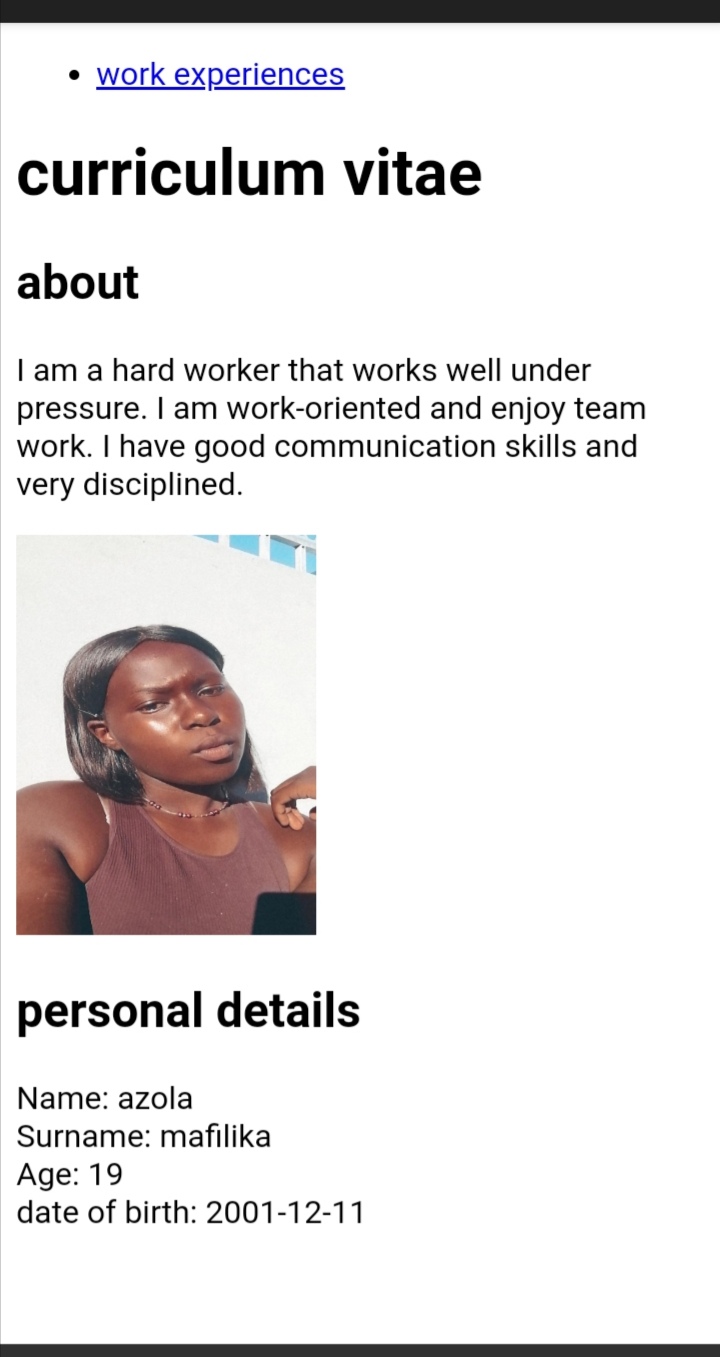 work experiences
curriculum vitae
about
I am a hard worker that works well under
pressure. I am work-oriented and enjoy team
work. I have good communication skills and
very disciplined.
personal details
Name: azola
Surname: mafilika
Age: 19
date of birth: 2001-12-11